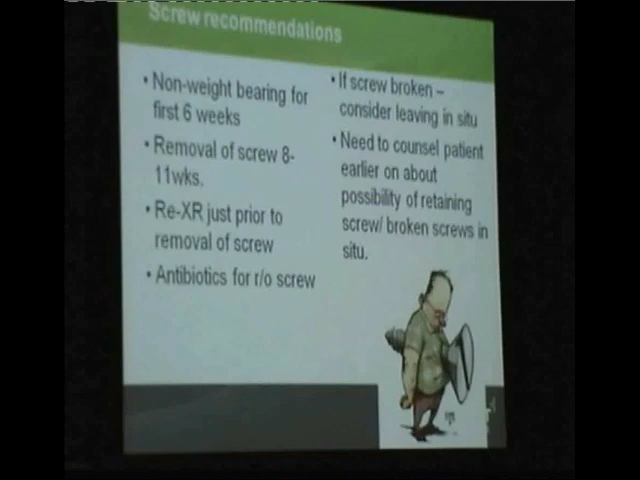 Screw recommendations
• Non-weight bearing for
first 6 weeks
• Removal of screw 8-
11wks.
• Re-XR just prior to
removal of screw
• Antibiotics for r/o screw
• If screw broken –
consider leaving in situ
• Need to counsel patient
earlier on about
possibility of retaining
screw/ broken screws in
situ.